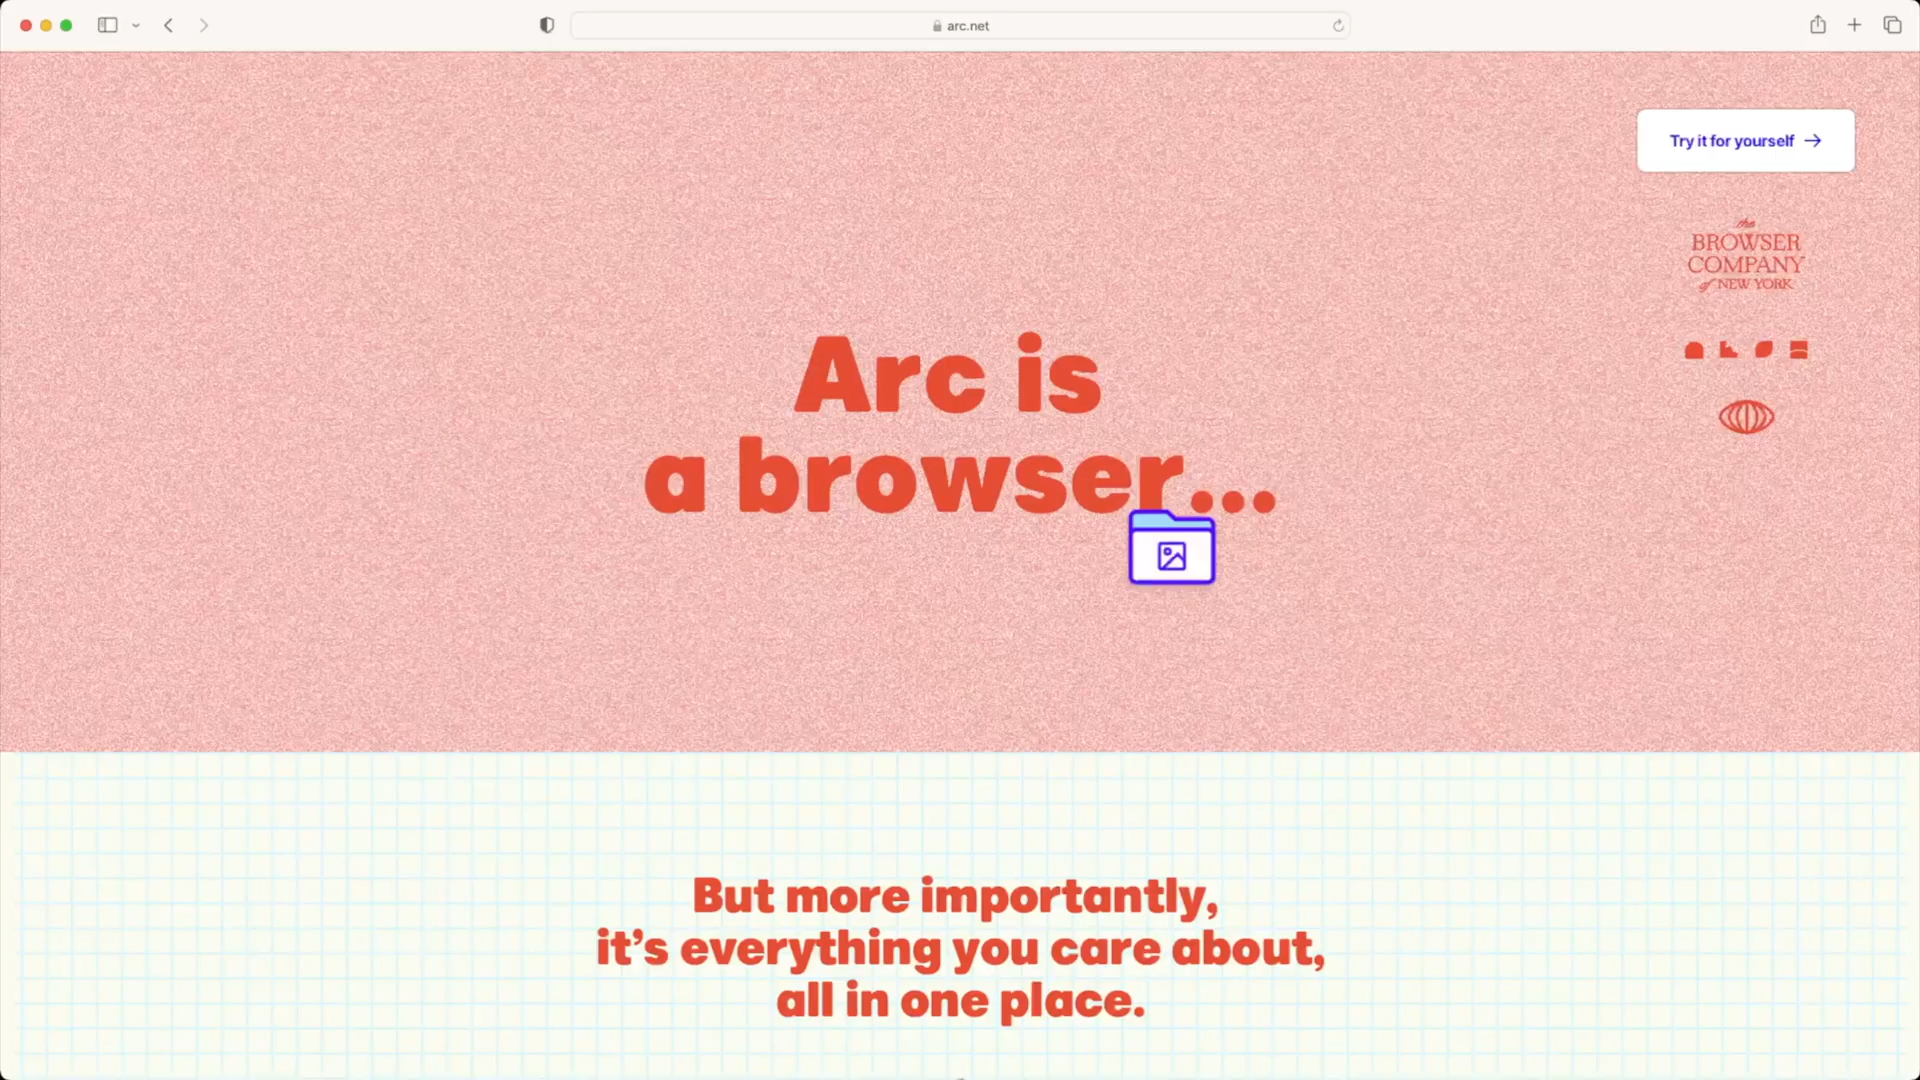 arc.net
Try it for yourself →
the
BROWSER
COMPANY
of NEW YORK
Arc is
a browser...
But more importantly,
it’s everything you care about,
all in one place.